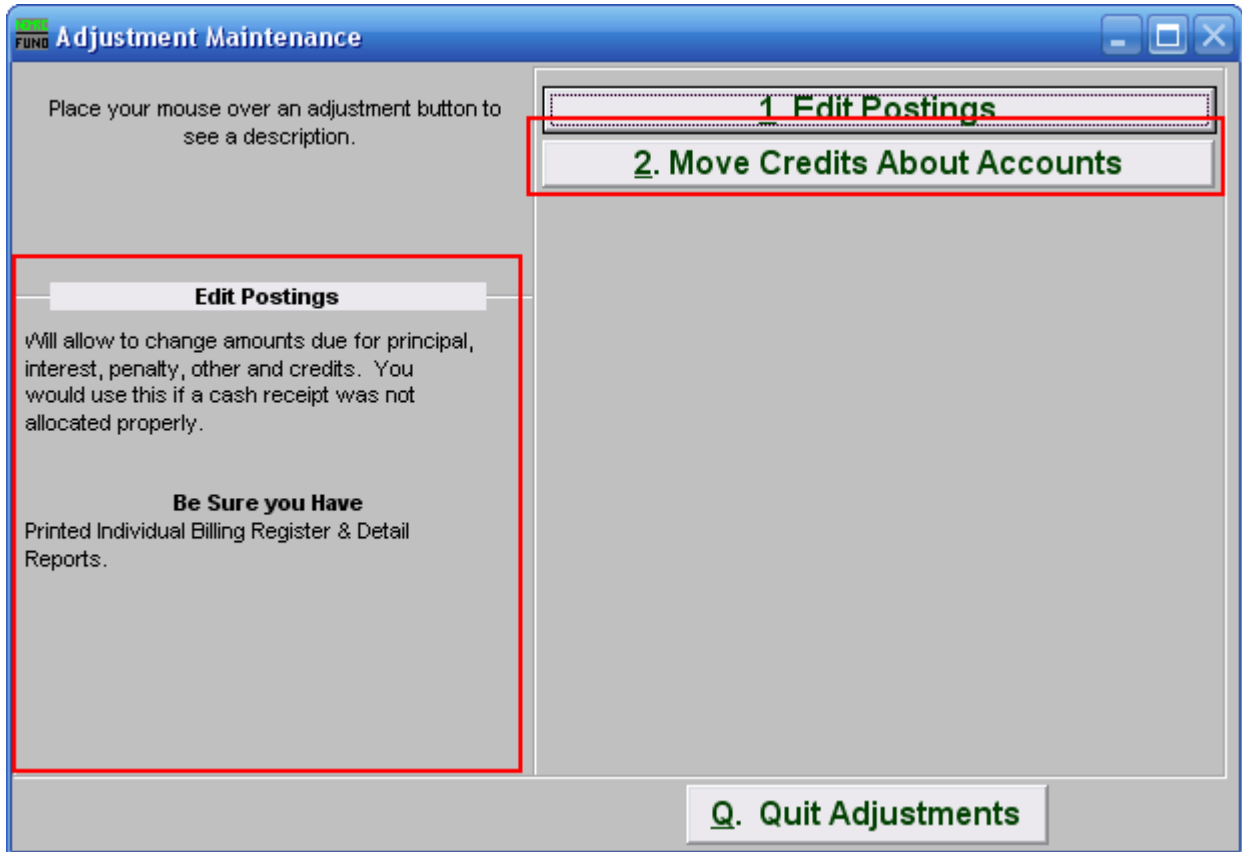 FUND Adjustment Maintenance
Place your mouse over an adjustment button to
see a description.
1 Edit Postings
2. Move Credits About Accounts
Edit Postings
Will allow to change amounts due for principal,
interest, penalty, other and credits. You
would use this if a cash receipt was not
allocated properly.
Be Sure you Have
Printed Individual Billing Register & Detail
Reports.
Q. Quit Adjustments